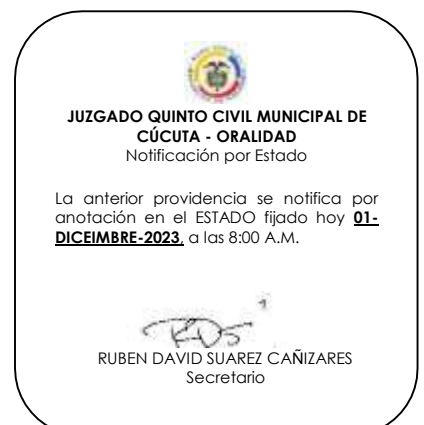 JUZGADO QUINTO CIVIL MUNICIPAL DE
CÚCUTA - ORALIDAD
Notificación por Estado
La anterior providencia se notifica por
anotación en el ESTADO fijado hoy 01-
DICEIMBRE-2023, a las 8:00 A.M.
RUBEN DAVID SUAREZ CAÑIZARES
Secretario